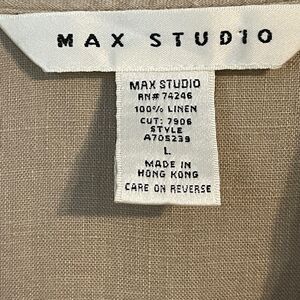 MAX STUDIO
MAX STUDIO
RN# 74246
100% LINEN
CUT: 7906
STYLE
A705239
L
MADE IN
HONG KONG
CARE ON REVERSE